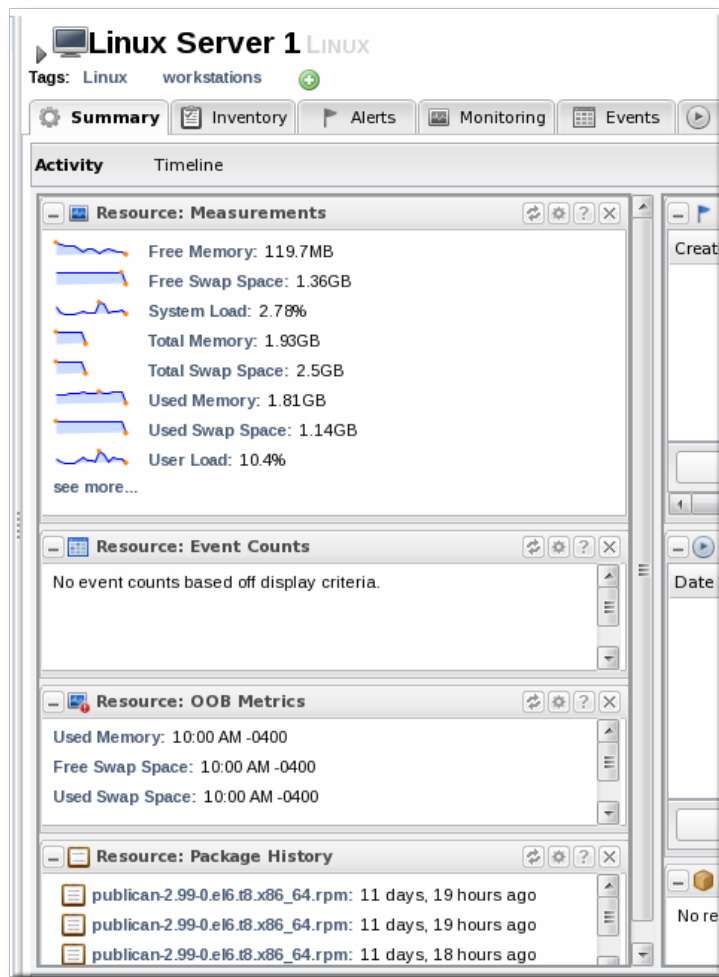 Linux Server 1 LINUX
Tags: Linux workstations
Summary Inventory Alerts Monitoring Events
Activity Timeline
Resource: Measurements
Free Memory: 119.7MB
Free Swap Space: 1.36GB
System Load: 2.78%
Total Memory: 1.93GB
Total Swap Space: 2.5GB
Used Memory: 1.81GB
Used Swap Space: 1.14GB
User Load: 10.4%
see more...
Resource: Event Counts
No event counts based off display criteria.
Resource: OOB Metrics
Used Memory: 10:00 AM -0400
Free Swap Space: 10:00 AM -0400
Used Swap Space: 10:00 AM -0400
Resource: Package History
publican-2.99-0.el6.t8.x86_64.rpm: 11 days, 19 hours ago
publican-2.99-0.el6.t8.x86_64.rpm: 11 days, 19 hours ago
publican-2.99-0.el6.t8.x86_64.rpm: 11 days, 18 hours ago
Creat
Date
No re